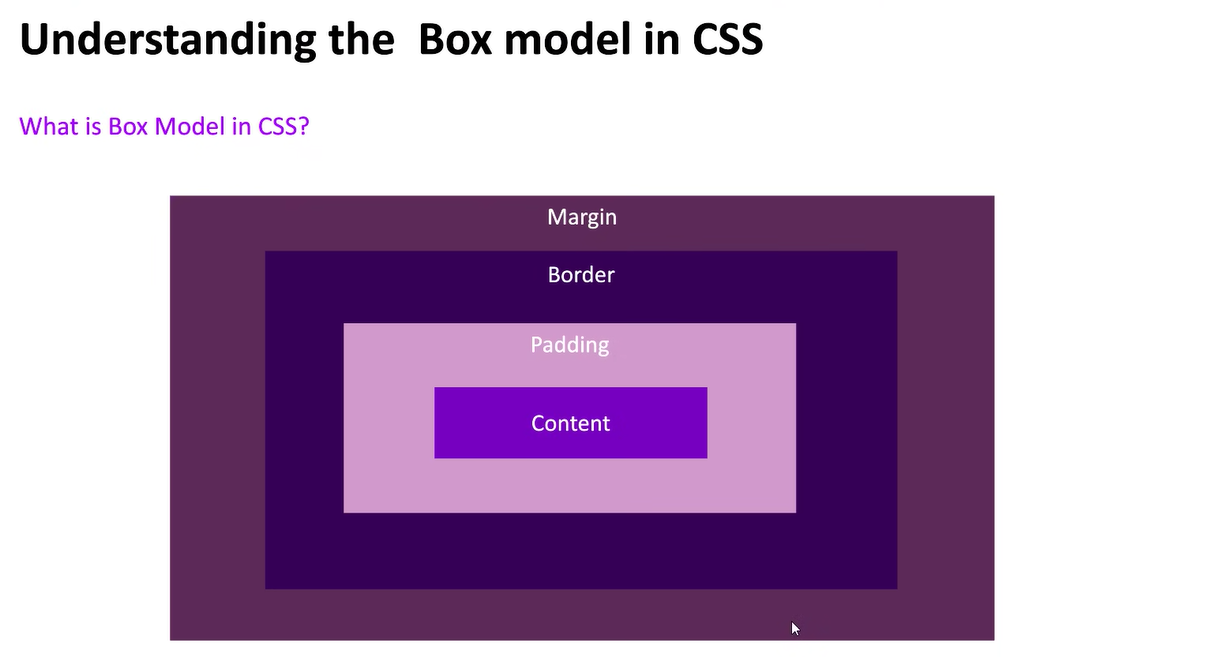 Understanding the  Box model in CSS
What is Box Model in CSS?
Margin
Border
Padding
Content